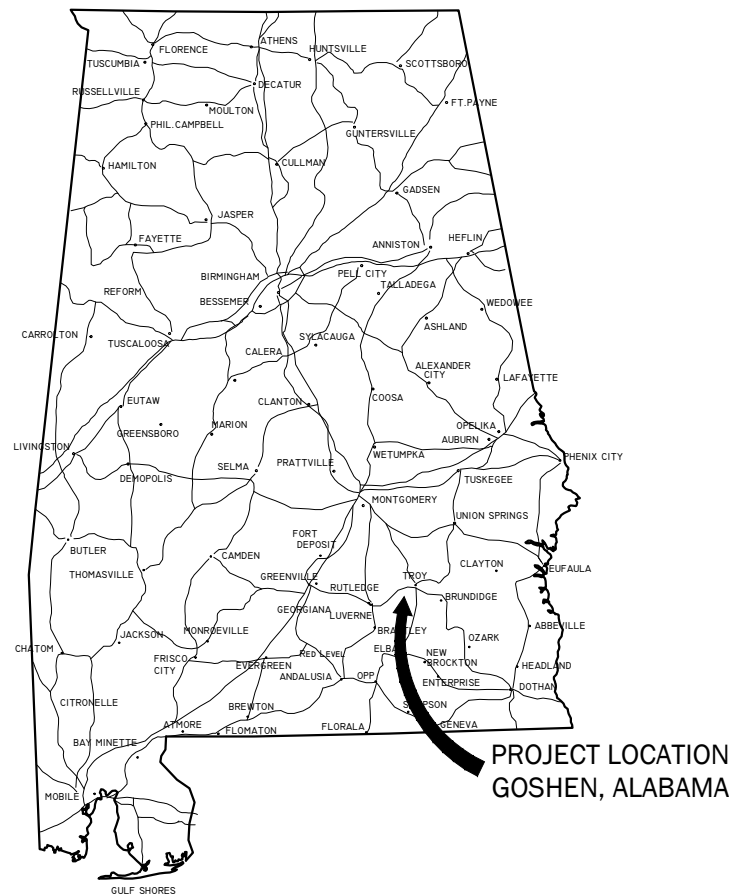 ATHENS
FLORENCE
HUNTSVILLE
TUSCUMBIA
SCOTTSBORO
DECATUR
RUSSELLVILLE
FT.PAYNE
MOULTON
PHIL.CAMPBELL
GUNTERSVILLE
HAMILTON
CULLMAN
GADSEN
JASPER
FAYETTE
ANNISTON
HEFLIN
BIRMINGHAM
PELL CITY
TALLADEGA
REFORM
BESSEMER
WEDOWEE
CARROLTON
TUSCALOOSA
SYLACAUGA
ASHLAND
CALERA
ALEXANDER
CITY
LAFAYETTE
COOSA
EUTAW
CLANTON
GREENSBORO
MARION
OPELIKA
AUBURN
LIVINGSTON
WETUMPKA
PHENIX CITY
SELMA
PRATTVILLE
DEMOPOLIS
TUSKEGEE
MONTGOMERY
UNION SPRINGS
FORT
DEPOSIT
BUTLER
CAMDEN
CLAYTON
EUFAULA
THOMASVILLE
GREENVILLE
RUTLEDGE
TROY
BRUNDIDGE
GEORGIANA
LUVERNE
ABBEVILLE
JACKSON
MONROEVILLE
BRANTLEY
OZARK
CHATOM
FRISCO
CITY
EVERGREEN
RED LEVEL
ELBA
NEW
BROCKTON
HEADLAND
ANDALUSIA
OPP
ENTERPRISE
DOTHAN
CITRONELLE
BREWTON
ATMORE
FLOMATON
FLORALA
GENEVA
BAY MINETTE
PROJECT LOCATION
GOSHEN, ALABAMA
MOBILE
GULF SHORES